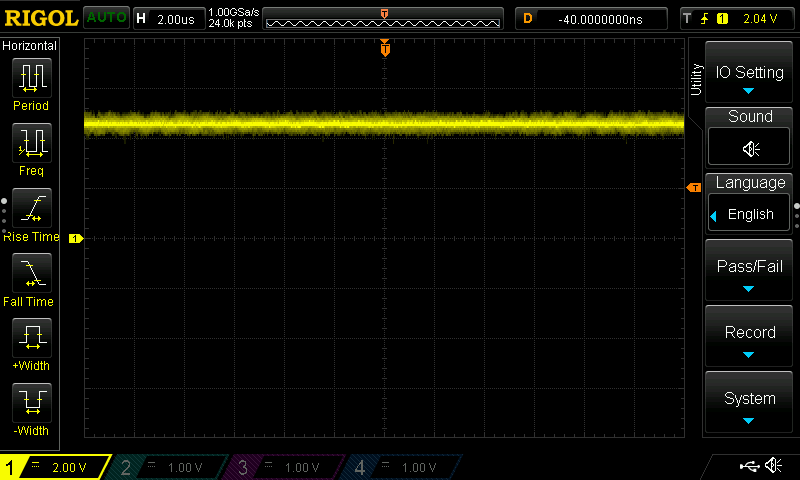 RIGOL AUTO H 2.00us 1.00GSa/s D -40.0000000ns T 1 2.04 V
24.0k pts
T
Horizontal
T
Period
Freq
Rise Time
Fall Time
+Width
-Width
1
T
Utility
IO Setting
Sound
Language
English
Pass/Fail
Record
System
1 = 2.00 V 2 = 1.00 V 3 = 1.00 V 4 = 1.00 V